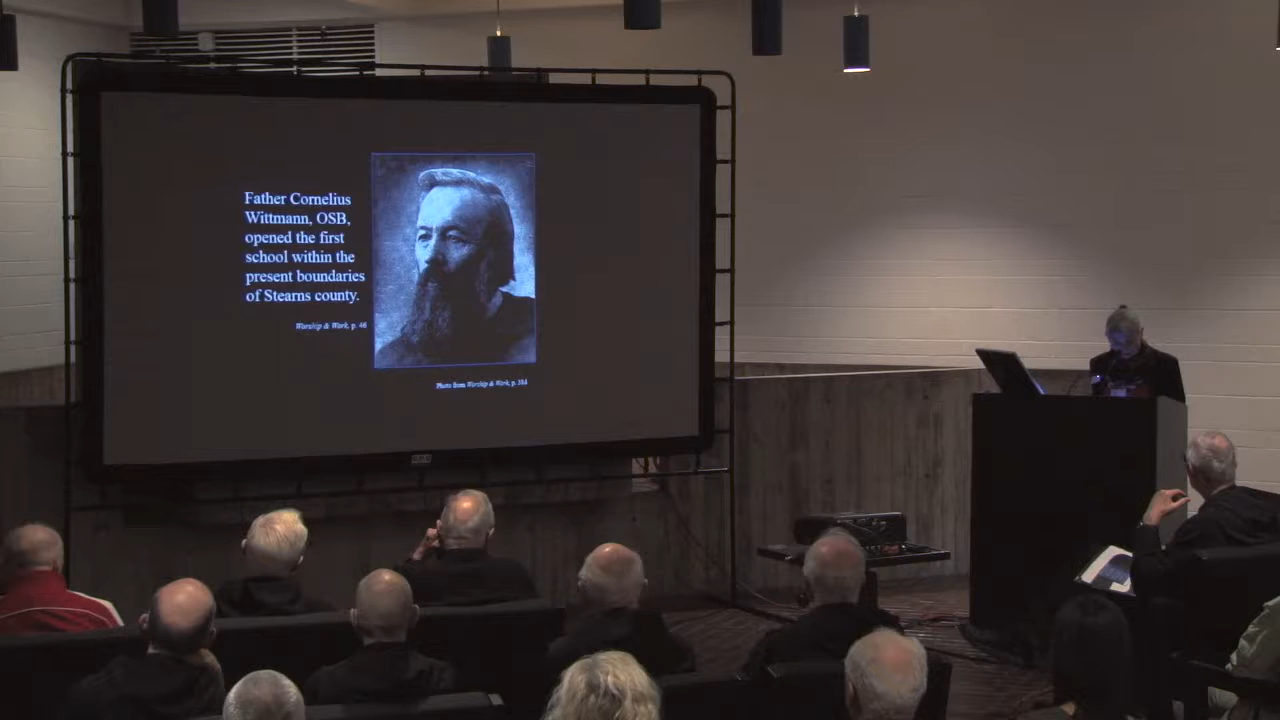 Father Cornelius
Wittmann, OSB,
opened the first
school within the
present boundaries
of Stearns county.
Worship & Work, p. 46
Photo from Worship & Work, p.